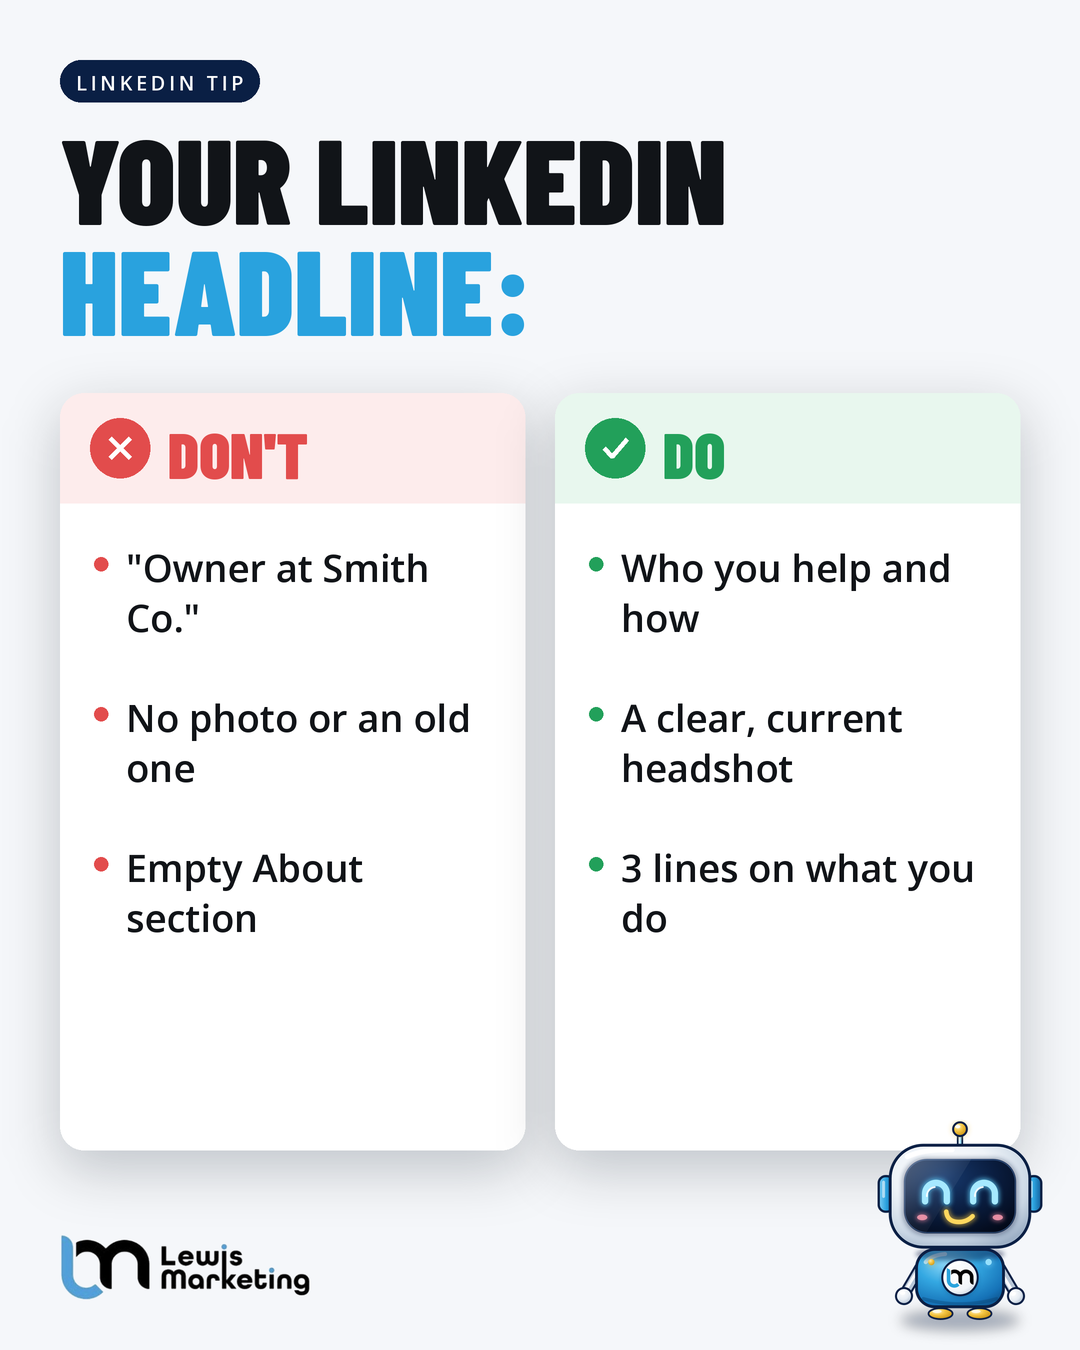 LINKEDIN TIP
YOUR LINKEDIN
HEADLINE:
DON'T
"Owner at Smith
Co."
No photo or an old
one
Empty About
section
DO
Who you help and
how
A clear, current
headshot
3 lines on what you
do
Lewis
Marketing